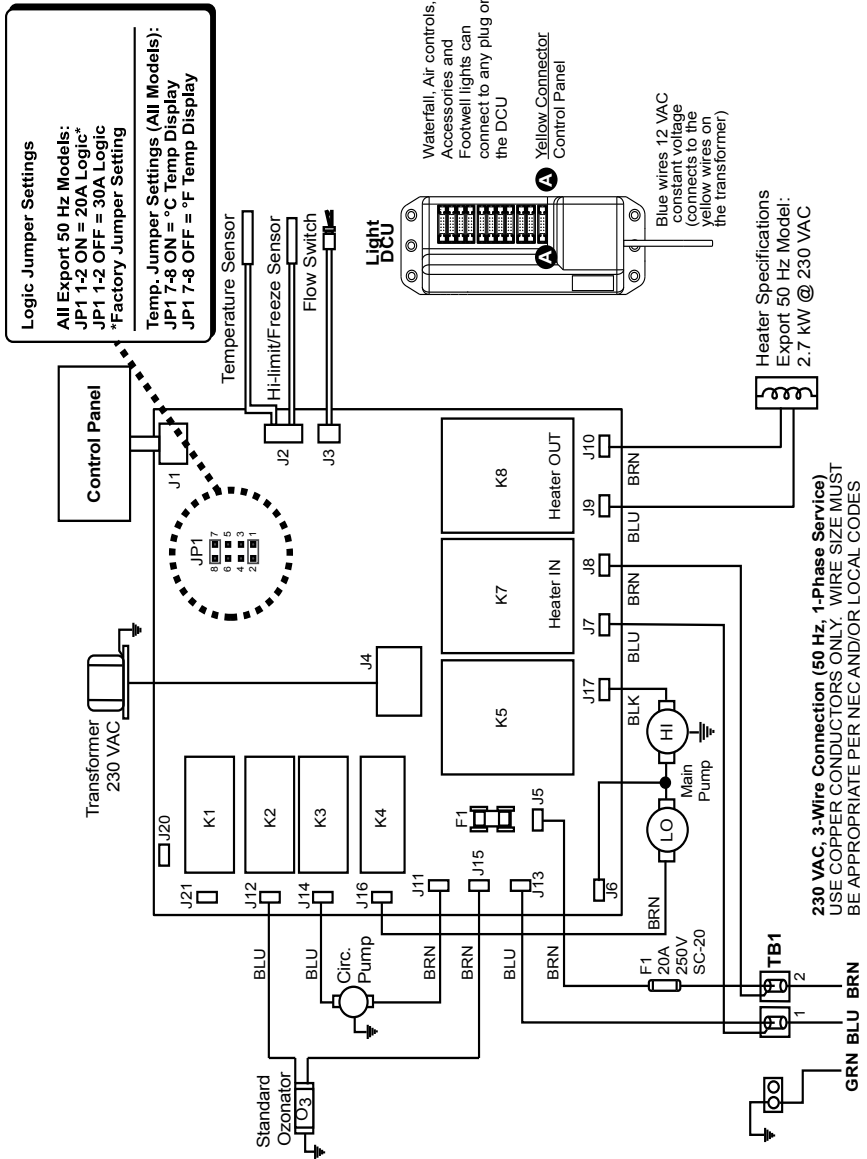 Logic Jumper Settings
All Export 50 Hz Models:
JP1 1-2 ON = 20A Logic*
JP1 1-2 OFF = 30A Logic
*Factory Jumper Setting
Temp. Jumper Settings (All Models):
JP1 7-8 ON = °C Temp Display
JP1 7-8 OFF = °F Temp Display
Control Panel
Transformer
230 VAC
J1
JP1
8 7
6 5
4 3
2 1
Temperature Sensor
Hi-limit/Freeze Sensor
Flow Switch
J2
J3
J4
J20
J21
K1
K2
K3
K4
K5
K7
Heater IN
K8
Heater OUT
J12
J14
J16
J11
J15
J13
J6
F1
J5
J17
J7
J8
J9
J10
BLU
BLU
BRN
BRN
BLU
BRN
BRN
BLK
BLU
BRN
BLU
BRN
Circ.
Pump
Standard
Ozonator
O3
LO
HI
Main
Pump
F1
20A
250V
SC-20
TB1
1
2
GRN BLU BRN
Light
DCU
A
A
Waterfall, Air controls,
Accessories and
Footwell lights can
connect to any plug on
the DCU
Yellow Connector
Control Panel
Blue wires 12 VAC
constant voltage
(connects to the
yellow wires on
the transformer)
Heater Specifications
Export 50 Hz Model:
2.7 kW @ 230 VAC
230 VAC, 3-Wire Connection (50 Hz, 1-Phase Service)
USE COPPER CONDUCTORS ONLY. WIRE SIZE MUST
BE APPROPRIATE PER NEC AND/OR LOCAL CODES